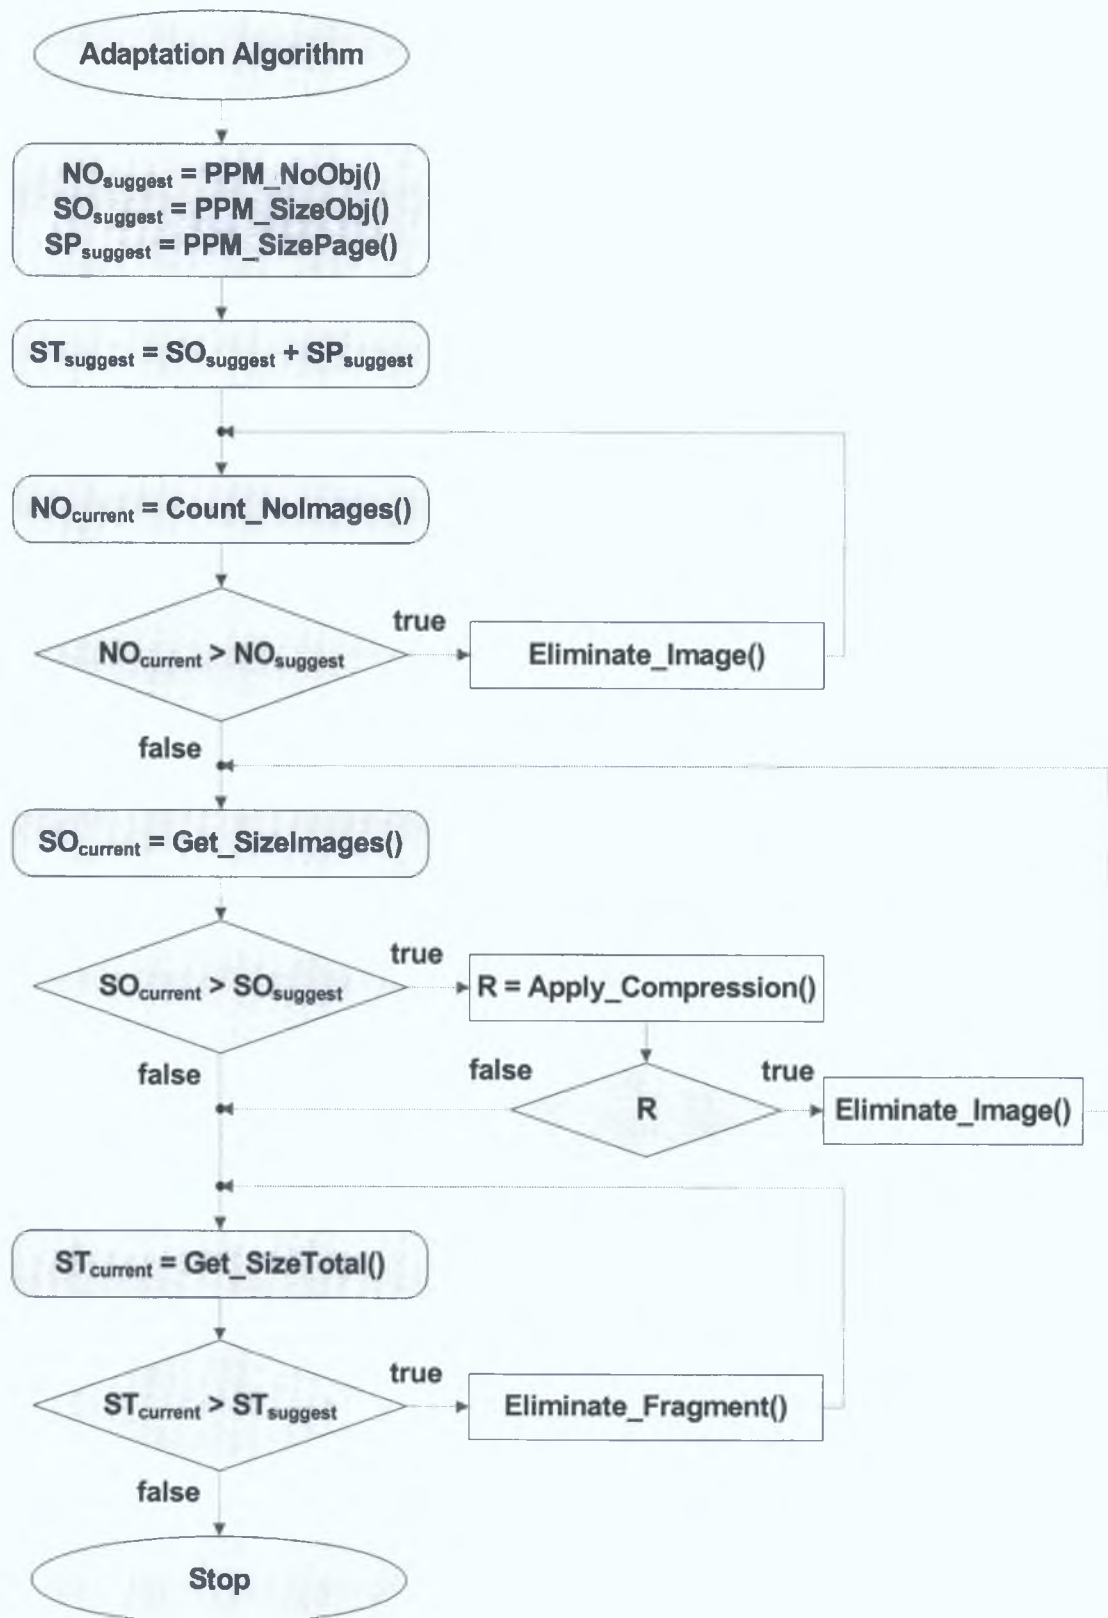 Adaptation Algorithm
NOsuggest = PPM_NoObj()
SOsuggest = PPM_SizeObj()
SPsuggest = PPM_SizePage()
STsuggest = SOsuggest + SPsuggest
NOcurrent = Count_NoImages()
true
NOcurrent > NOsuggest
Eliminate_Image()
false
SOcurrent = Get_SizeImages()
true
SOcurrent > SOsuggest
R = Apply_Compression()
false
false
true
R
Eliminate_Image()
STcurrent = Get_SizeTotal()
true
STcurrent > STsuggest
Eliminate_Fragment()
false
Stop